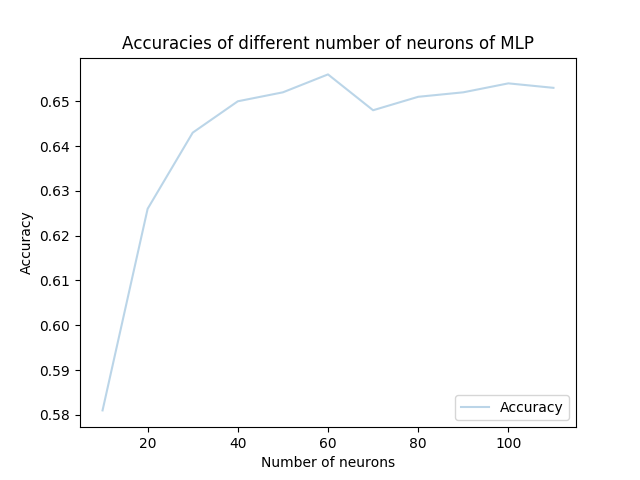 Accuracies of different number of neurons of MLP
0.65
0.64
0.63
0.62
0.61
0.60
0.59
0.58
Accuracy
Accuracy
20 40 60 80 100
Number of neurons